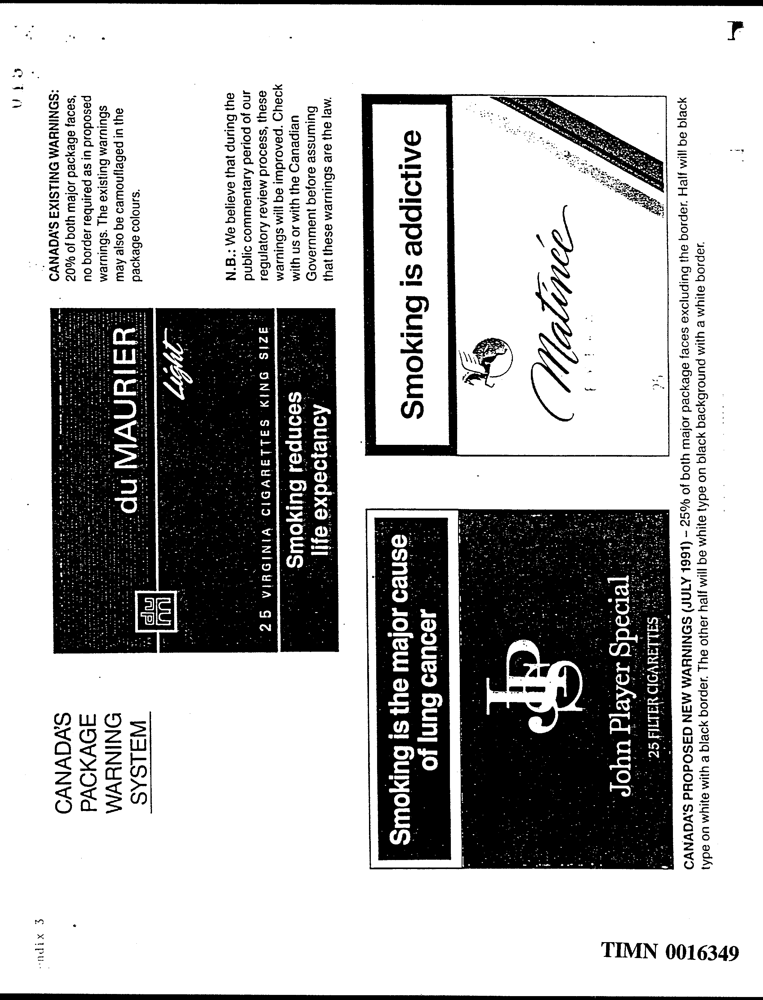 CANADA'S
PACKAGE
WARNING
SYSTEM
du MAURIER
Light
25 VIRGINIA CIGARETTES KING SIZE
Smoking reduces
life expectancy
CANADA'S EXISTING WARNINGS:
20% of both major package faces,
no border required as in proposed
warnings. The existing warnings
may also be camouflaged in the
package colours.
N.B.: We believe that during the
public commentary period of our
regulatory review process, these
warnings will be improved. Check
with us or with the Canadian
Government before assuming
that these warnings are the law.
Smoking is the major cause
of lung cancer
JPS
John Player Special
25 FILTER CIGARETTES
Smoking is addictive
Matinée
25
CANADA'S PROPOSED NEW WARNINGS (JULY 1991) – 25% of both major package faces excluding the border. Half will be black
type on white with a black border. The other half will be white type on black background with a white border.
TIMN 0016349